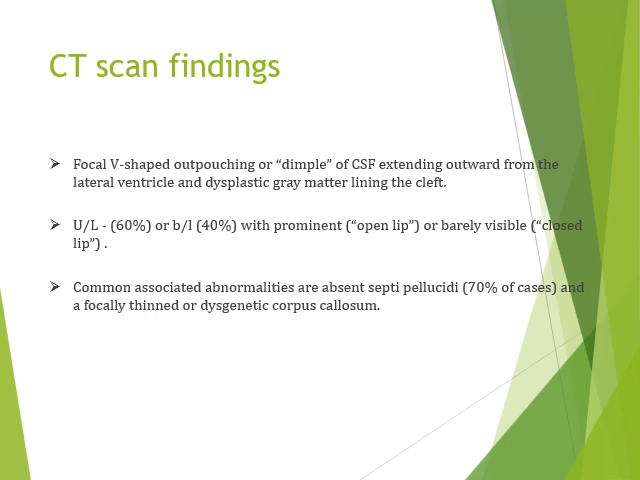 CT scan findings
➢ Focal V-shaped outpouching or “dimple” of CSF extending outward from the
lateral ventricle and dysplastic gray matter lining the cleft.
➢ U/L - (60%) or b/l (40%) with prominent (“open lip”) or barely visible (“closed
lip”) .
➢ Common associated abnormalities are absent septi pellucidi (70% of cases) and
a focally thinned or dysgenetic corpus callosum.